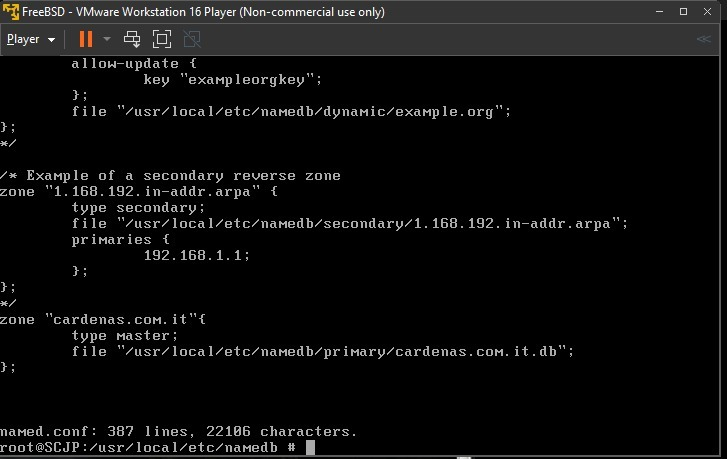 FreeBSD - VMware Workstation 16 Player (Non-commercial use only)
Player
allow-update {
key "exampleorgkey";
};
file "/usr/local/etc/namedb/dynamic/example.org";
};
*/
/* Example of a secondary reverse zone
zone "1.168.192.in-addr.arpa" {
type secondary;
file "/usr/local/etc/namedb/secondary/1.168.192.in-addr.arpa";
primaries {
192.168.1.1;
};
};
*/
zone "cardenas.com.it"{
type master;
file "/usr/local/etc/namedb/primary/cardenas.com.it.db";
};
named.conf: 387 lines, 22106 characters.
root@SCJP:/usr/local/etc/namedb #